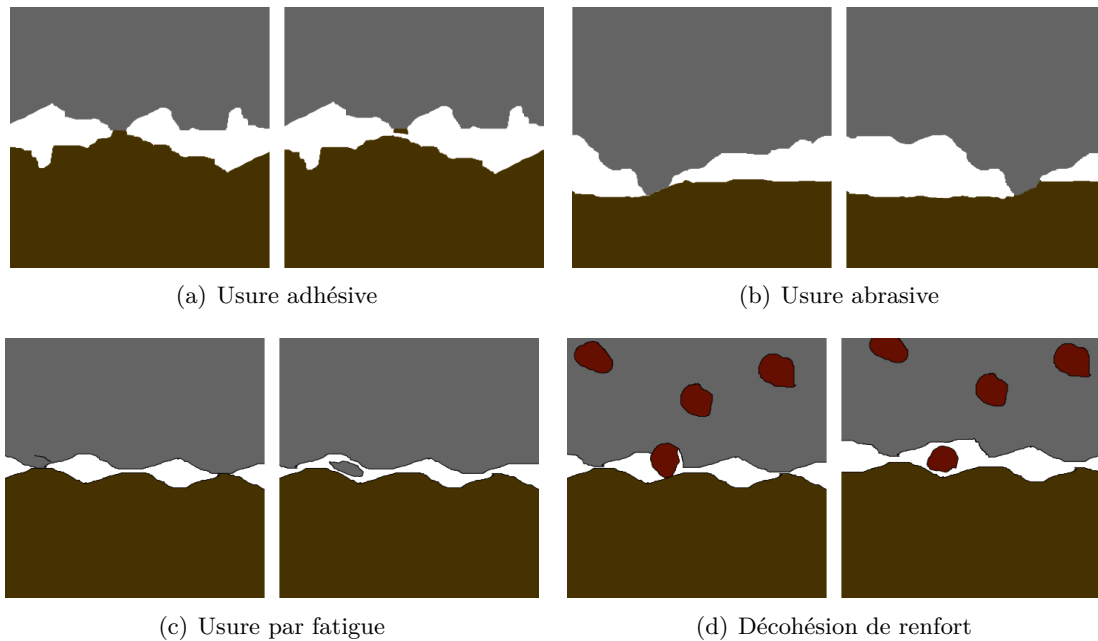 (a) Usure adhésive
(b) Usure abrasive
(c) Usure par fatigue
(d) Décohésion de renfort